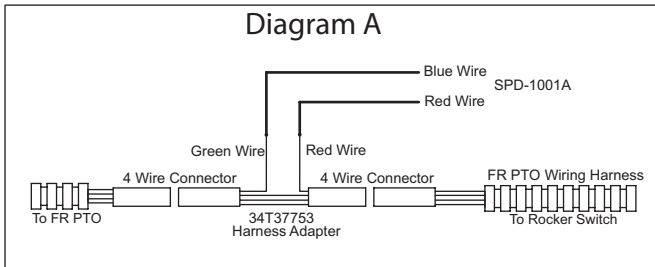 Diagram A
Blue Wire
SPD-1001A
Red Wire
Green Wire
Red Wire
4 Wire Connector
4 Wire Connector
FR PTO Wiring Harness
To FR PTO
34T37753
Harness Adapter
To Rocker Switch